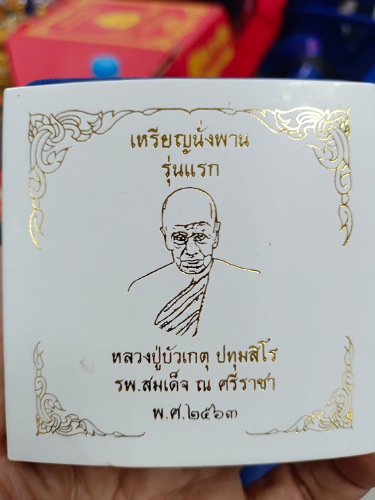 เหรียญนั่งพาน
รุ่นแรก
หลวงปู่บัวเกตุ ปทุมสิโร
รพ.สมเด็จ ณ ศรีราชา
พ.ศ.๒๕๖๓